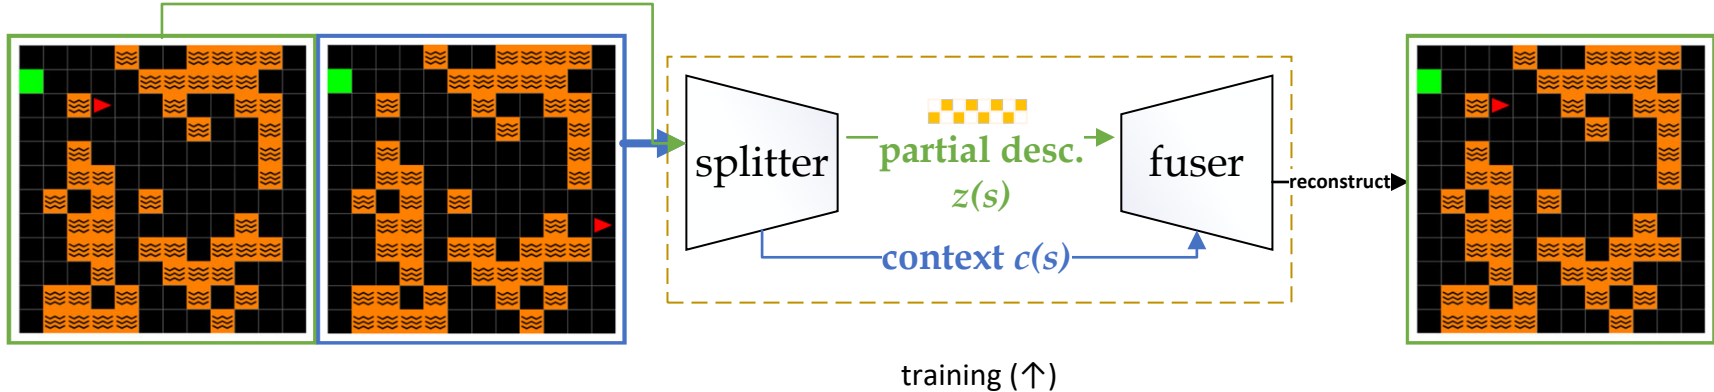 splitter
partial desc.
z(s)
context c(s)
fuser
reconstruct
training (↑)